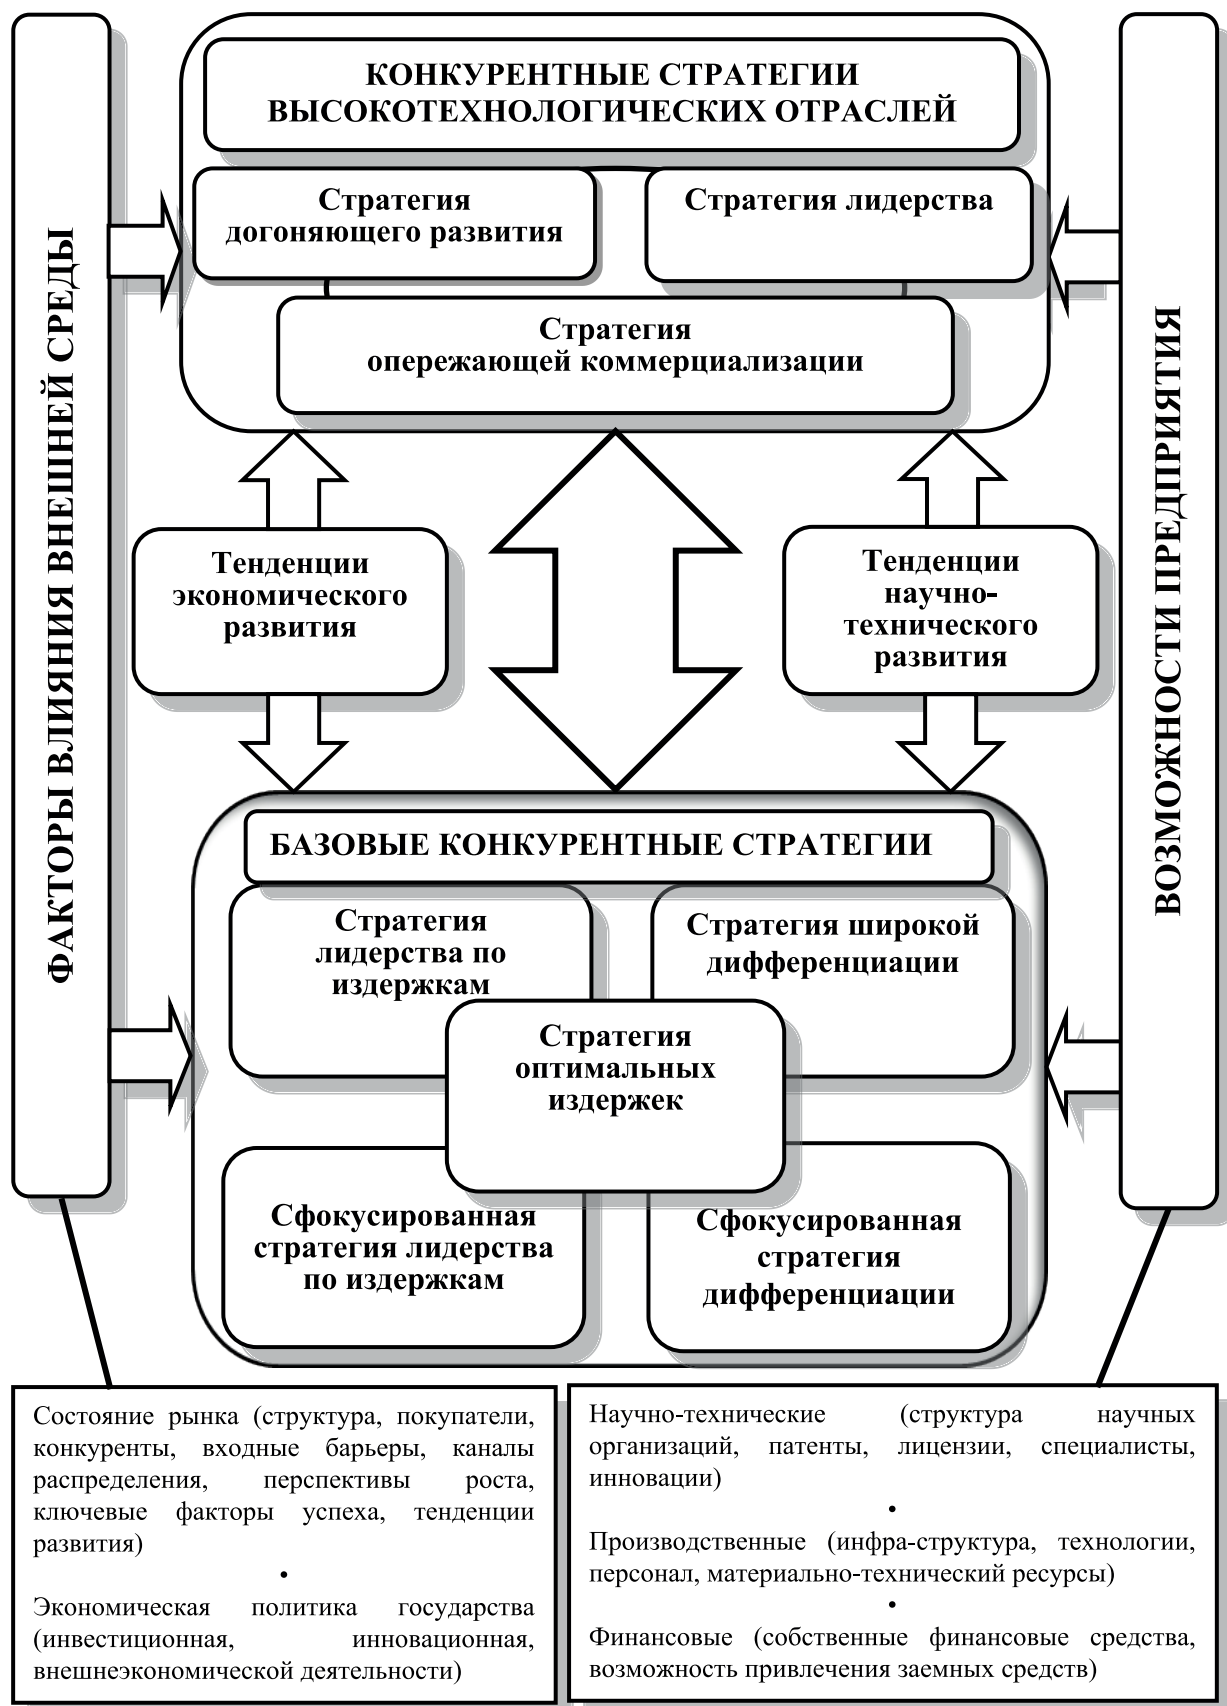 КОНКУРЕНТНЫЕ СТРАТЕГИИ
ВЫСОКОТЕХНОЛОГИЧЕСКИХ ОТРАСЛЕЙ
Стратегия
догоняющего развития
Стратегия лидерства
Стратегия
опережающей коммерциализации
ФАКТОРЫ ВЛИЯНИЯ ВНЕШНЕЙ СРЕДЫ
ВОЗМОЖНОСТИ ПРЕДПРИЯТИЯ
Тенденции
экономического
развития
Тенденции
научно-
технического
развития
БАЗОВЫЕ КОНКУРЕНТНЫЕ СТРАТЕГИИ
Стратегия
лидерства по
издержкам
Стратегия широкой
дифференциации
Стратегия
оптимальных
издержек
Сфокусированная
стратегия лидерства
по издержкам
Сфокусированная
стратегия
дифференциации
Состояние рынка (структура, покупатели,
конкуренты, входные барьеры, каналы
распределения, перспективы роста,
ключевые факторы успеха, тенденции
развития)
•
Экономическая политика государства
(инвестиционная, инновационная,
внешнеэкономической деятельности)
Научно-технические (структура научных
организаций, патенты, лицензии, специалисты,
инновации)
•
Производственные (инфра-структура, технологии,
персонал, материально-технический ресурсы)
•
Финансовые (собственные финансовые средства,
возможность привлечения заемных средств)